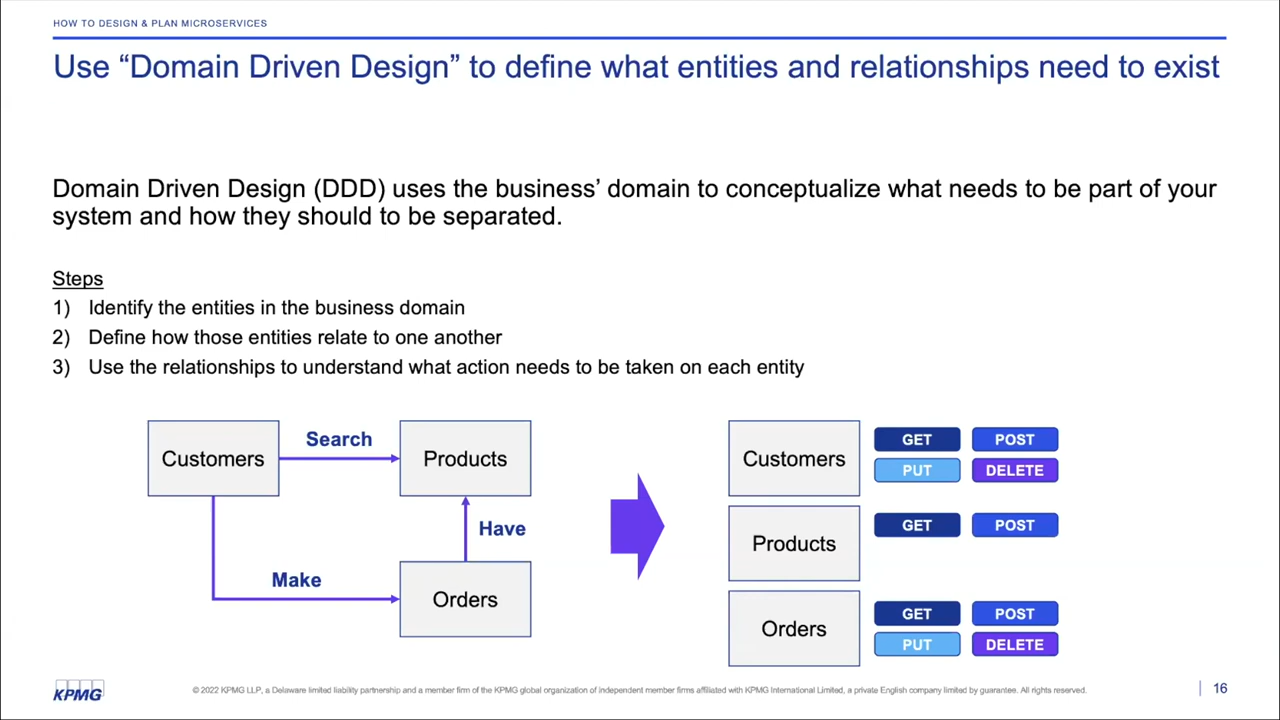 HOW TO DESIGN & PLAN MICROSERVICES
Use “Domain Driven Design” to define what entities and relationships need to exist
Domain Driven Design (DDD) uses the business’ domain to conceptualize what needs to be part of your
system and how they should to be separated.
Steps
1) Identify the entities in the business domain
2) Define how those entities relate to one another
3) Use the relationships to understand what action needs to be taken on each entity
Customers
Search
Products
Have
Make
Orders
Customers
GET
POST
PUT
DELETE
Products
GET
POST
Orders
GET
POST
PUT
DELETE
KPMG
© 2022 KPMG LLP, a Delaware limited liability partnership and a member firm of the KPMG global organization of independent member firms affiliated with KPMG International Limited, a private English company limited by guarantee. All rights reserved.
16